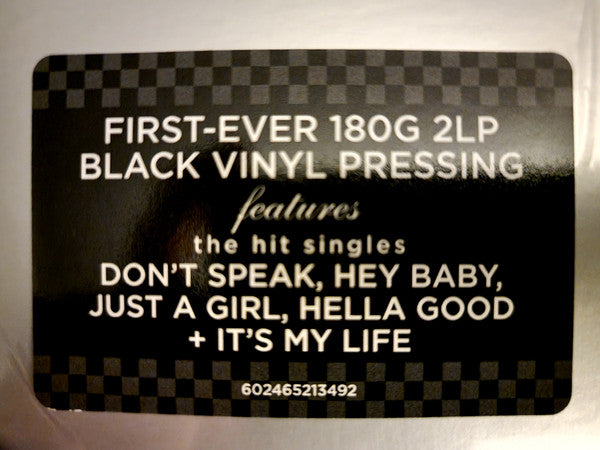 FIRST-EVER 180G 2LP
BLACK VINYL PRESSING
features
the hit singles
DON'T SPEAK, HEY BABY,
JUST A GIRL, HELLA GOOD
+ IT'S MY LIFE
602465213492